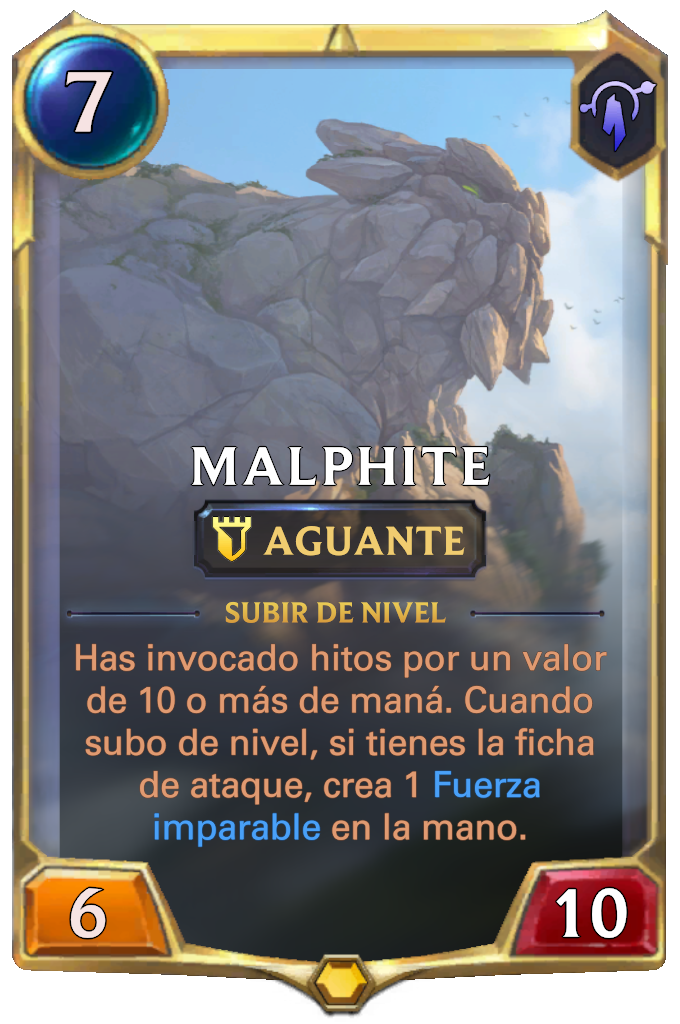 7
MALPHITE
AGUANTE
SUBIR DE NIVEL
Has invocado hitos por un valor
de 10 o más de maná. Cuando
subo de nivel, si tienes la ficha
de ataque, crea 1 Fuerza
imparable en la mano.
6
10